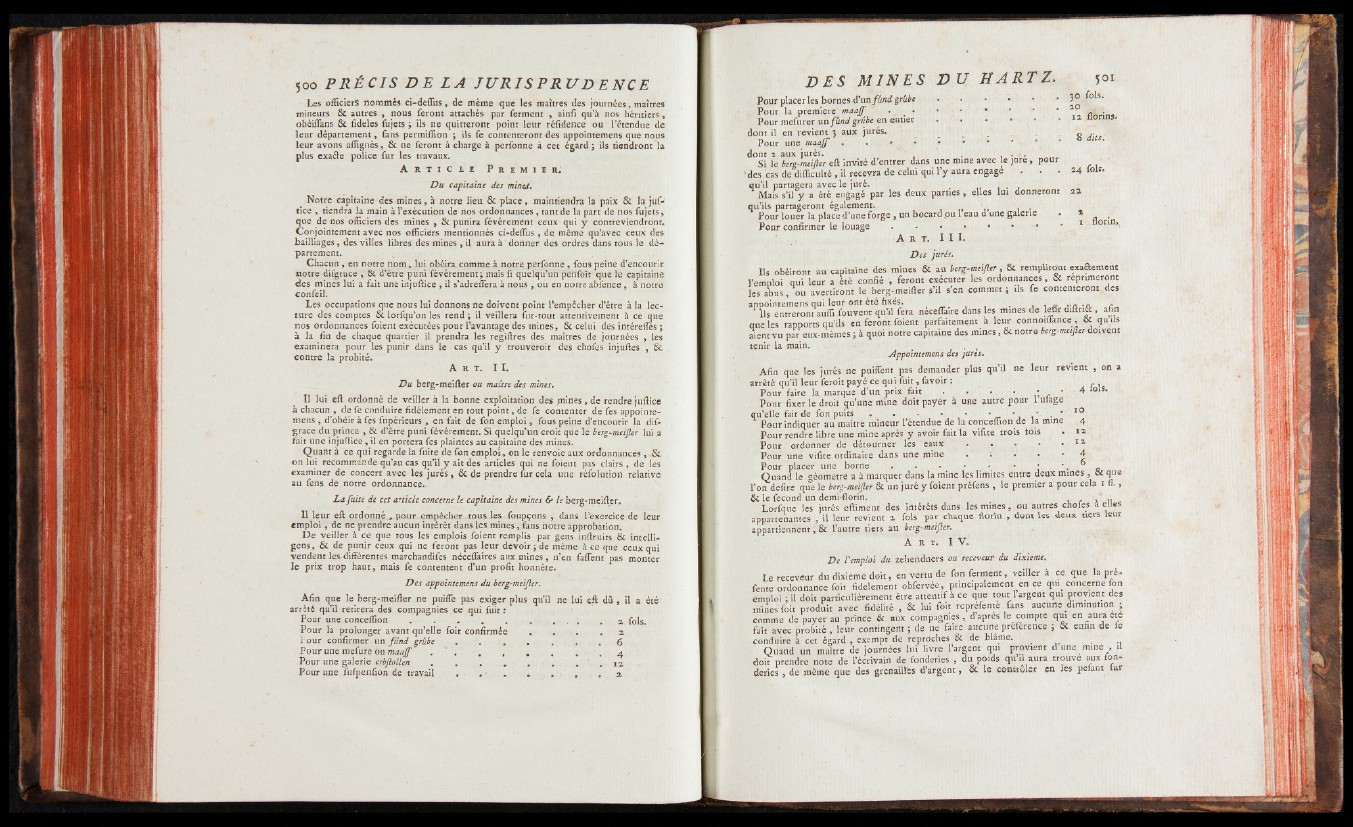 500 PRÉCIS DE LA JURISPRUDENCE
Les officiers nommés ci-deſſus, de même que les maîtres des journées, maîtres
mineurs & autres , nous feront attachés par ferment , ainſi qu'à nos héritiers,
obéiſſans & fideles ſujets ; ils ne quitteront point leur réſidence ou l'étendue de
leur département, ſans permiſſion ; ils ſe contenteront des appointemens que nous
leur avons aſſignés, & ne ſeront à charge à perſonne à cet égard ; ils tiendront la
plus exacte police ſur les travaux.
ARTICLE PREMIER.
Du capitaine des mines.
Notre capitaine des mines, à notre lieu & place, maintiendra la paix & la juſ-
tice , tiendra la main à l'exécution de nos ordonnances, tant de la part de nos ſujets,
que de nos officiers des mines , & punira ſévérement ceux qui y contreviendront.
Conjointement avec nos officiers mentionnés ci-deſſus , de même qu'avec ceux des
bailliages, des villes libres des mines , il aura à donner des ordres dans tous le dé-
partement.
Chacun , en notre nom, lui obéira comme à notre perſonne , ſous peine d'encourir
notre diſgrace , & d'être puni ſévérement; mais ſi quelqu'un penſoit que le capitaine
des mines lui a fait une injuſtice , il s'adreſſera à nous , ou en notre abſence , à notre
conſeil.
Les occupations que nous lui donnons ne doivent point l'empêcher d'être à la lec-
ture des comptes & lorſqu'on les rend ; il veillera ſur-tout attentivement à ce que
nos ordonnances ſoient exécutées pour l'avantage des mines, & celui des intéreſſés ;
à la fin de chaque quartier il prendra les regiſtres des maîtres de journées , les
examinera pour les punir dans le cas qu'il y trouveroit des choſes injuſtes , &
contre la probité.
ART. II.
Du berg-meiſter ou maître des mines.
Il lui eſt ordonné de veiller à la bonne exploitation des mines, de rendre juſtice
à chacun , de ſe conduire fidélement en tout point, de ſe contenter de ſes appointe-
mens , d'obéir à ſes ſupérieurs , en fait de ſon emploi , ſous peine d'encourir la diſ-
grace du prince , & d'être puni ſévérement. Si quelqu'un croit que le berg-meiſter lui a
fait une injuſtice , il en portera ſes plaintes au capitaine des mines.
Quant à ce qui regarde la ſuite de ſon emploi, on le renvoie aux ordonnances , &
on lui recommande qu'au cas qu'il y ait des articles qui ne ſoient pas clairs , de les
examiner de concert avec les jurés, & de prendre ſur cela une réſolution relative
au ſens de notre ordonnance.
La ſuite de cet article concerne le capitaine des mines & le berg-meiſter.
Il leur eſt ordonné , pour empêcher tous les ſoupçons , dans l'exercice de leur
emploi , de ne prendre aucun intérêt dans les mines , ſans notre approbation.
De veiller à ce que tous les emplois ſoient remplis par gens inſtruits & intelli-
gens, & de punir ceux qui ne feront pas leur devoir ; de même à ce que ceux qui
vendent les différentes marchandiſes néceſſaires aux mines , n'en faſſent pas monter
le prix trop haut, mais ſe contentent d'un profit honnête.
Des appointemens du berg-meiſter.
Afin que le berg-meiſter ne puiſſe pas exiger plus qu'il ne lui eſt dû , il a été
arrêté qu'il retirera des compagnies ce qui ſuit :
Pour une conceſſion . . . . . . . . . 2 ſols.
Pour la prolonger avant qu'elle ſoit confirmée . . . . 2
Pour confirmer un fünd grübe . . . . . . . 6
Pour une meſure ou maaſſ . . . . . . . . 4
Pour une galerie erbſtollen . . . . . . . 12
Pour une ſuſpenſion de travail . . . . . . . 2
DES MINES DU HARTZ. 501
Pour placer les bornes d'un fünd grübe . . . . . 30 ſols.
Pour la premiere maaſſ . . . . . . . 20
Pour meſurer un fünd grübe en entier . . . . . . 12 florins.
dont il en revient 3 aux jurés.
Pour une maaſſ . . . . . . . . . 8 dits.
dont 2 aux jurés.
Si le berg-meiſter eſt invité d'entrer dans une mine avec le juré, pour
des cas de difficulté , il recevra de celui qui l'y aura engagé . . . 24 ſols.
qu'il partagera avec le juré.
Mais s'il y a été engagé par les deux parties, elles lui donneront 22
qu'ils partageront également.
Pour louer la place d'une forge , un bocard ou l'eau d'une galerie . 2
Pour confirmer le louage . . . . . . . . 1 florin.
ART. III.
Des jurés.
Ils obéiront au capitaine des mines & au berg-meiſter , & rempliront exactement
l'emploi qui leur a été confié , feront exécuter les ordonnances , & réprimeront
les abus , ou avertiront le berg-meiſter s'il s'en commet ; ils ſe contenteront des
appointemens qui leur ont été fixés.
Ils entreront auſſi ſouvent qu'il ſera néceſſaire dans les mines de leur diſtrict , afin
que les rapports qu'ils en feront ſoient parfaitement à leur connoiſſance , & qu'ils
aient vu par eux-mêmes ; à quoi notre capitaine des mines , & notre berg-meiſter doivent
tenir la main.
Appointemens des jurés.
Afin que les jurés ne puiſſent pas demander plus qu'il ne leur revient , on a
arrêté qu'il leur ſeroit payé ce qui ſuit , ſavoir :
Pour faire la marque d'un prix fait . . . . . . 4 ſols.
Pour fixer le droit qu'une mine doit payer à une autre pour l'uſage
qu'elle fait de ſon puits . . . . . . . . 10
Pour indiquer au maître mineur l'étendue de la conceſſion de la mine 4
Pour rendre libre une mine après y avoir fait la viſite trois fois . 12
Pour ordonner de détourner les eaux . . . . . 12
Pour une viſite ordinaire dans une mine . . . . . 4
Pour placer une borne . . . . . . . 6
Quand le géometre a à marquer dans la mine les limites entre deux mines , & que
l'on deſire que le berg-meiſter & un juré y ſoient préſens , le premier a pour cela 1 fl.,
& le ſecond un demi-florin.
Lorſque les jurés eſtiment des intérêts dans les mines, ou autres choſes à elles
appartenantes , il leur revient 2 ſols par chaque florin , dont les deux tiers leur
appartiennent , & l'autre tiers au berg-meiſter.
ART. IV.
De l'emploi du zehendners ou receveur du dixieme.
Le receveur du dixieme doit, en vertu de ſon ferment, veiller à ce que la pré-
ſente ordonnance ſoit fidelement obſervée, principalement en ce qui concerne ſon
emploi ; il doit particuliérement être attentif à ce que tout l'argent qui provient des
mines ſoit produit avec fidélité , & lui ſoit repréſenté ſans aucune diminution ;
comme de payer au prince & aux compagnies , d'après le compte qui en aura été
fait avec probité , leur contingent ; de ne faire aucune préférence ; & enfin de ſe
conduire à cet égard , exempt de reproches & de blâme.
Quand un maître de journées lui livre l'argent qui provient d'une mine , il
doit prendre note de l'écrivain de fonderies , du poids qu'il aura trouvé aux fon-
deries , de même que des grenailles d'argent , & le contrôler en les peſant ſur